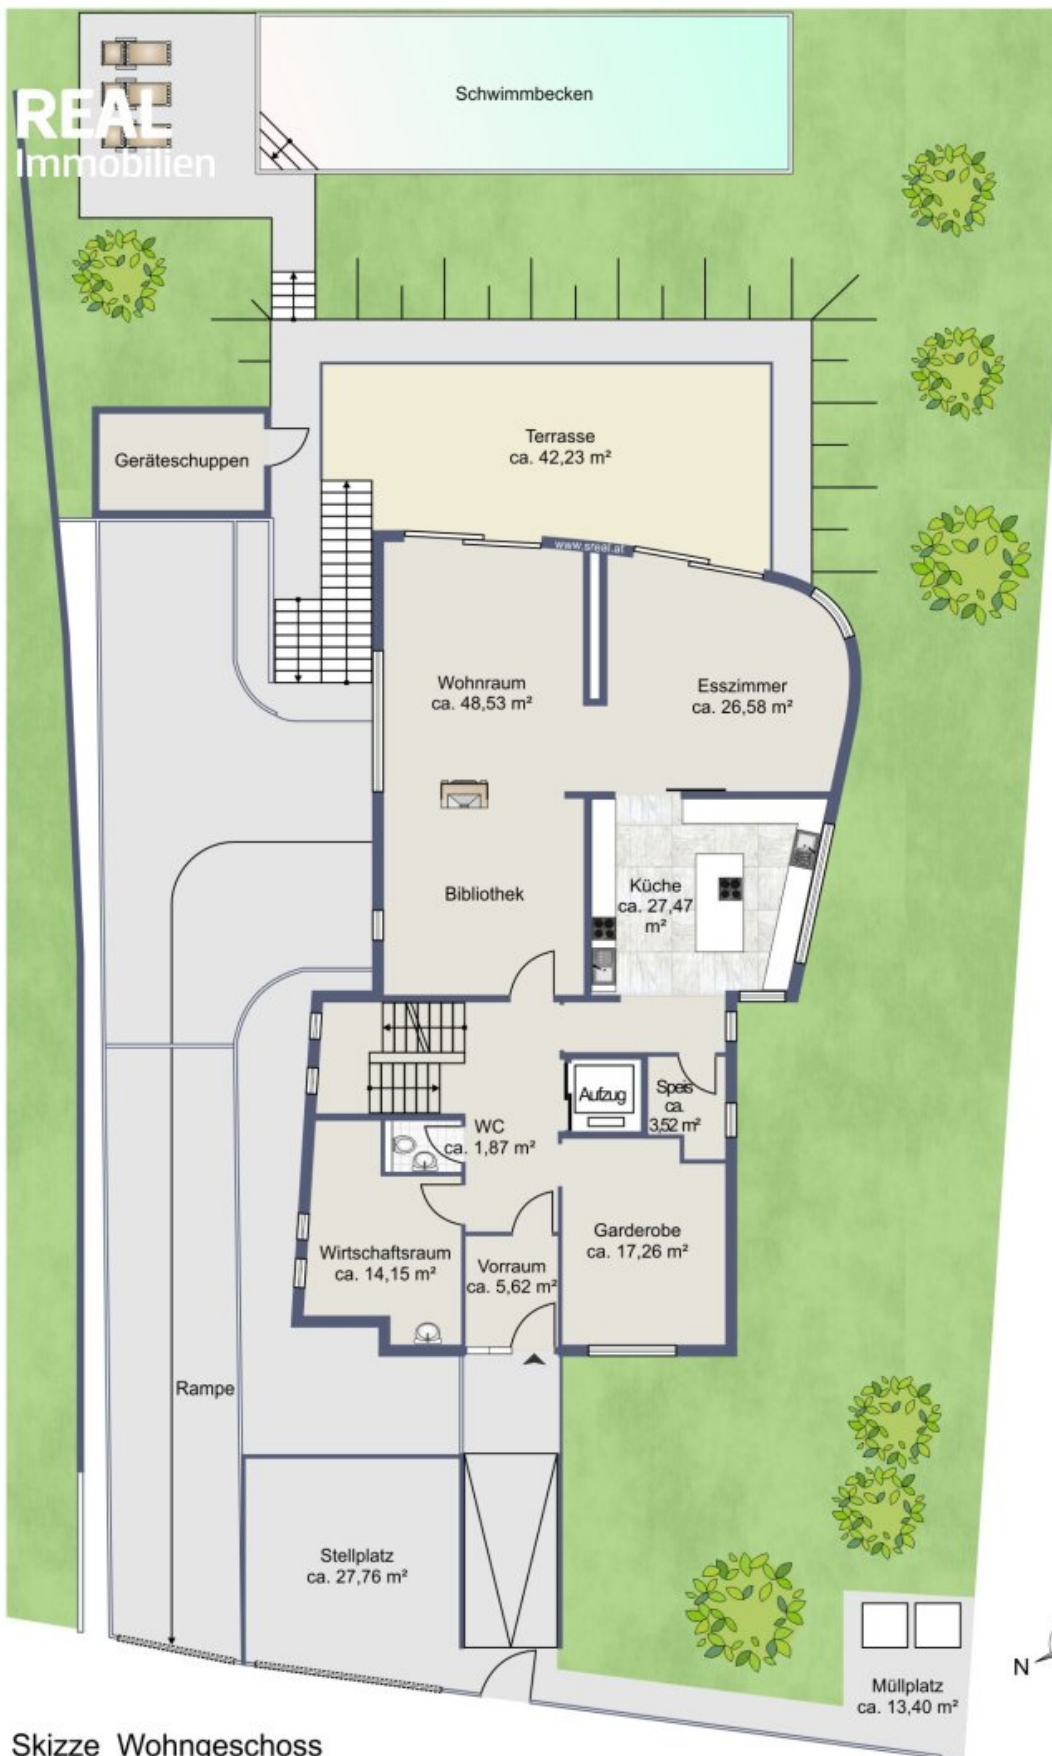 Schwimmbecken
REAL
Immobilien
Terrasse
ca. 42,23 m²
Geräteschuppen
www.sreal.at
Wohnraum
ca. 48,53 m²
Esszimmer
ca. 26,58 m²
Bibliothek
Küche
ca. 27,47
m²
Aufzug
Speis
ca.
3,52 m²
WC
ca. 1,87 m²
Garderobe
ca. 17,26 m²
Wirtschaftsraum
ca. 14,15 m²
Vorraum
ca. 5,62 m²
Rampe
Stellplatz
ca. 27,76 m²
N
Müllplatz
ca. 13,40 m²
Skizze Wohngeschoss